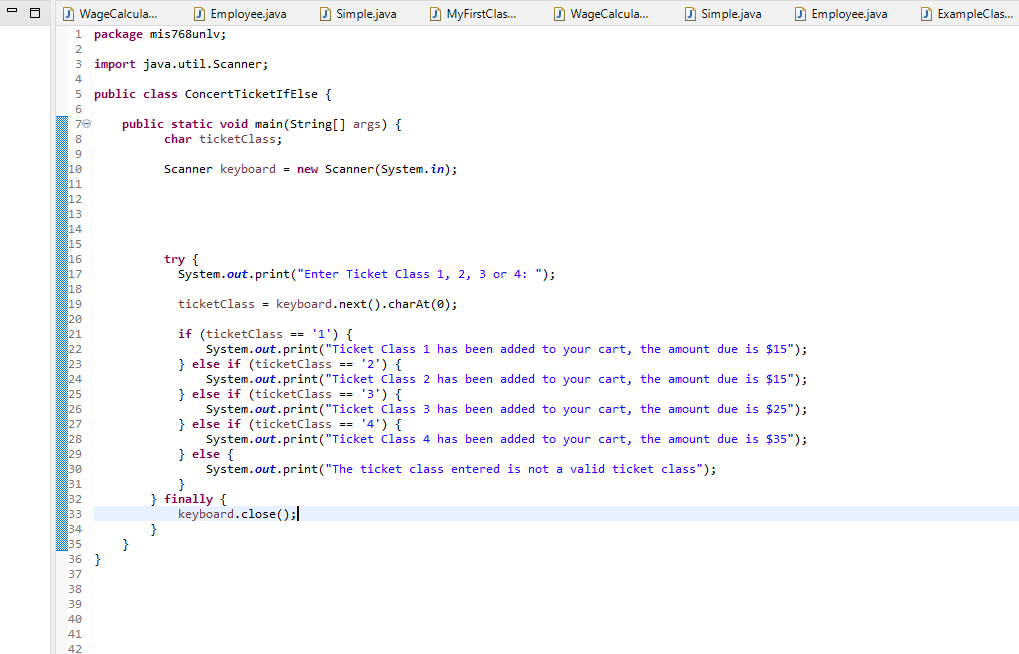 WageCalcula... Employee.java Simple.java MyFirstClas... WageCalcula... Simple.java Employee.java ExampleClas...
1 package mis768unlv;
2
3 import java.util.Scanner;
4
5 public class ConcertTicketIfElse {
6
7 public static void main(String[] args) {
8 char ticketClass;
9
10 Scanner keyboard = new Scanner(System.in);
11
12
13
14
15
16 try {
17 System.out.print("Enter Ticket Class 1, 2, 3 or 4: ");
18
19 ticketClass = keyboard.next().charAt(0);
20
21 if (ticketClass == '1') {
22 System.out.print("Ticket Class 1 has been added to your cart, the amount due is $15");
23 } else if (ticketClass == '2') {
24 System.out.print("Ticket Class 2 has been added to your cart, the amount due is $15");
25 } else if (ticketClass == '3') {
26 System.out.print("Ticket Class 3 has been added to your cart, the amount due is $25");
27 } else if (ticketClass == '4') {
28 System.out.print("Ticket Class 4 has been added to your cart, the amount due is $35");
29 } else {
30 System.out.print("The ticket class entered is not a valid ticket class");
31 }
32 } finally {
33 keyboard.close();
34 }
35 }
36 }
37
38
39
40
41
42